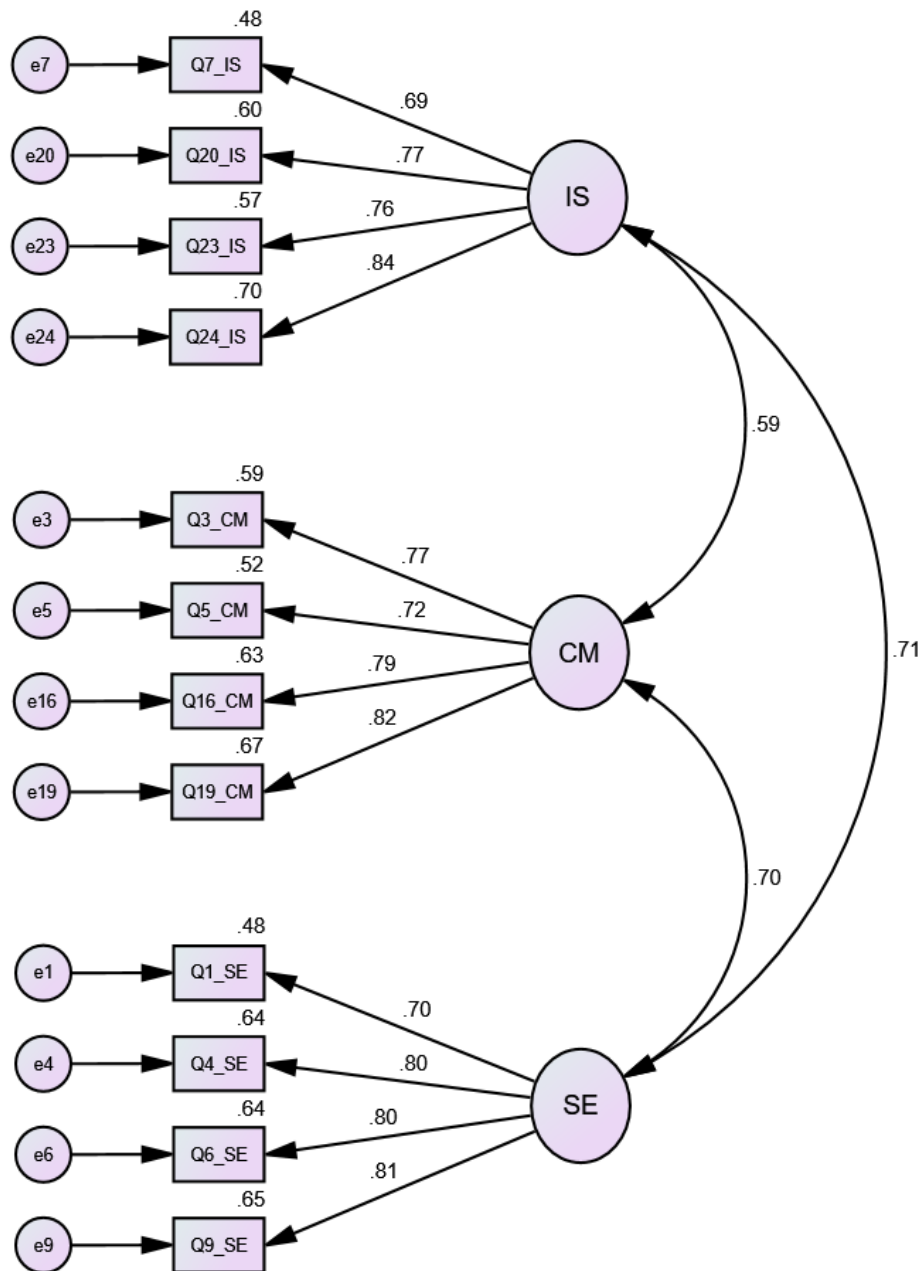 .48
e7 Q7_IS
.69
.60
e20 Q20_IS
.77
IS
.57
e23 Q23_IS
.76
.70
e24 Q24_IS
.84
.59
.59
e3 Q3_CM
.77
.52
e5 Q5_CM
.72
CM
.71
.63
e16 Q16_CM
.79
.67
e19 Q19_CM
.82
.70
.48
e1 Q1_SE
.70
.64
e4 Q4_SE
.80
SE
.64
e6 Q6_SE
.80
.65
e9 Q9_SE
.81